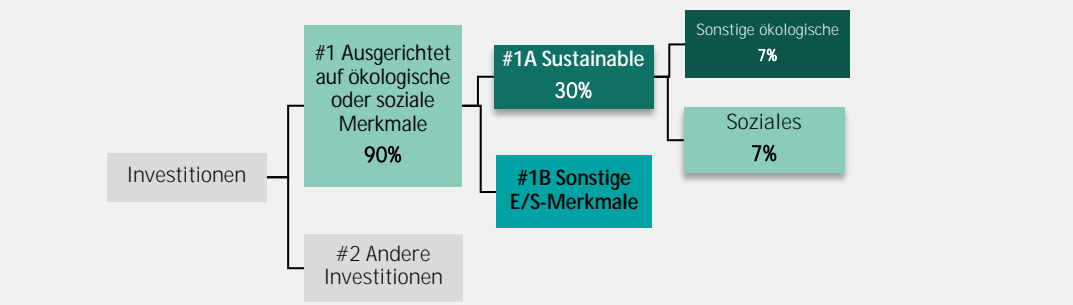 Investitionen
#1 Ausgerichtet
auf ökologische
oder soziale
Merkmale
90%
#2 Andere
Investitionen
#1A Sustainable
30%
#1B Sonstige
E/S-Merkmale
Sonstige ökologische
7%
Soziales
7%